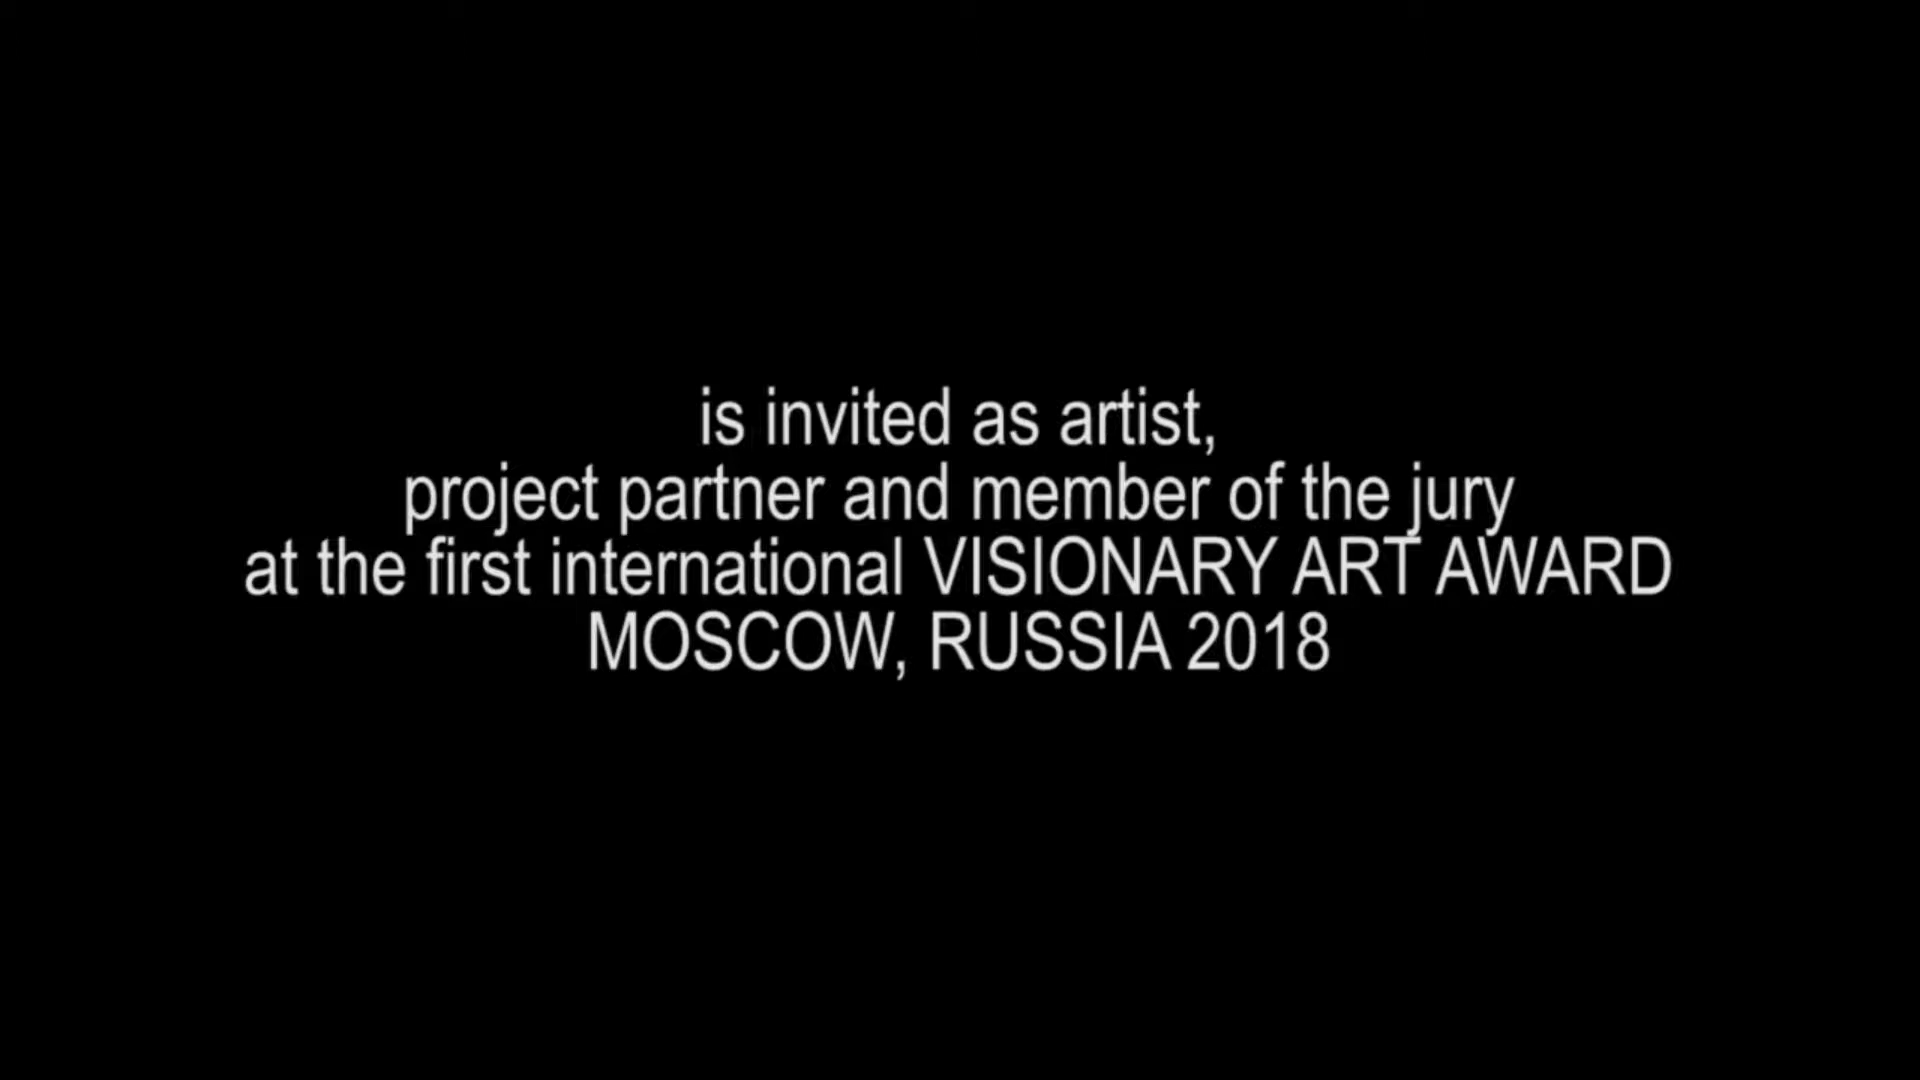 is invited as artist,
project partner and member of the jury
at the first international VISIONARY ART AWARD
MOSCOW, RUSSIA 2018